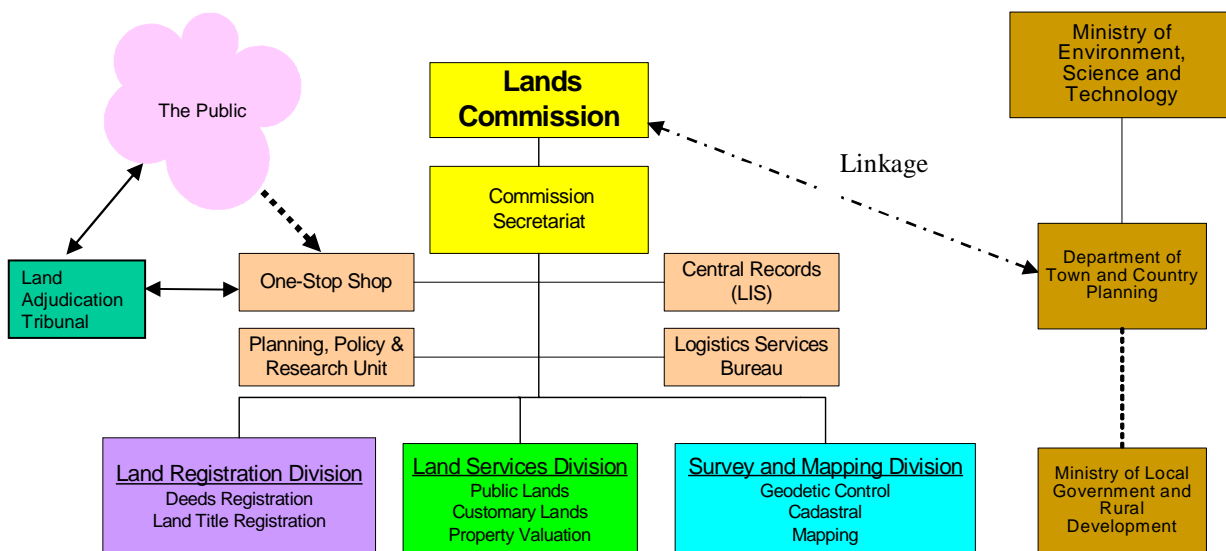 The Public
Lands
Commission
Ministry of
Environment,
Science and
Technology
Linkage
Commission
Secretariat
Land
Adjudication
Tribunal
One-Stop Shop
Central Records
(LIS)
Department of
Town and Country
Planning
Planning, Policy &
Research Unit
Logistics Services
Bureau
Land Registration Division
Deeds Registration
Land Title Registration
Land Services Division
Public Lands
Customary Lands
Property Valuation
Survey and Mapping Division
Geodetic Control
Cadastral
Mapping
Ministry of Local
Government and
Rural
Development